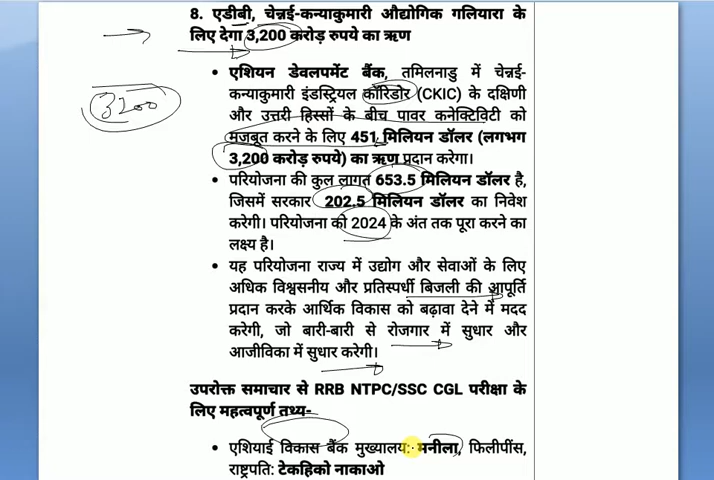 8. एडीबी, चेन्नई-कन्याकुमारी औद्योगिक गलियारा के
लिए देगा 3,200 करोड़ रुपये का ऋण
3200
• एशियन डेवलपमेंट बैंक, तमिलनाडु में चेन्नई-
कन्याकुमारी इंडस्ट्रियल कॉरिडोर (CKIC) के दक्षिणी
और उत्तरी हिस्सों के बीच पावर कनेक्टिविटी को
मजबूत करने के लिए 451 मिलियन डॉलर (लगभग
3,200 करोड़ रुपये) का ऋण प्रदान करेगा।
• परियोजना की कुल लागत 653.5 मिलियन डॉलर है,
जिसमें सरकार 202.5 मिलियन डॉलर का निवेश
करेगी। परियोजना को 2024 के अंत तक पूरा करने का
लक्ष्य है।
• यह परियोजना राज्य में उद्योग और सेवाओं के लिए
अधिक विश्वसनीय और प्रतिस्पर्धी बिजली की आपूर्ति
प्रदान करके आर्थिक विकास को बढ़ावा देने में मदद
करेगी, जो बारी-बारी से रोजगार में सुधार और
आजीविका में सुधार करेगी।
उपरोक्त समाचार से RRB NTPC/SSC CGL परीक्षा के
लिए महत्वपूर्ण तथ्य-
• एशियाई विकास बैंक मुख्यालय: मनीला, फिलीपींस,
राष्ट्रपति: टेकहिको नाकाओ